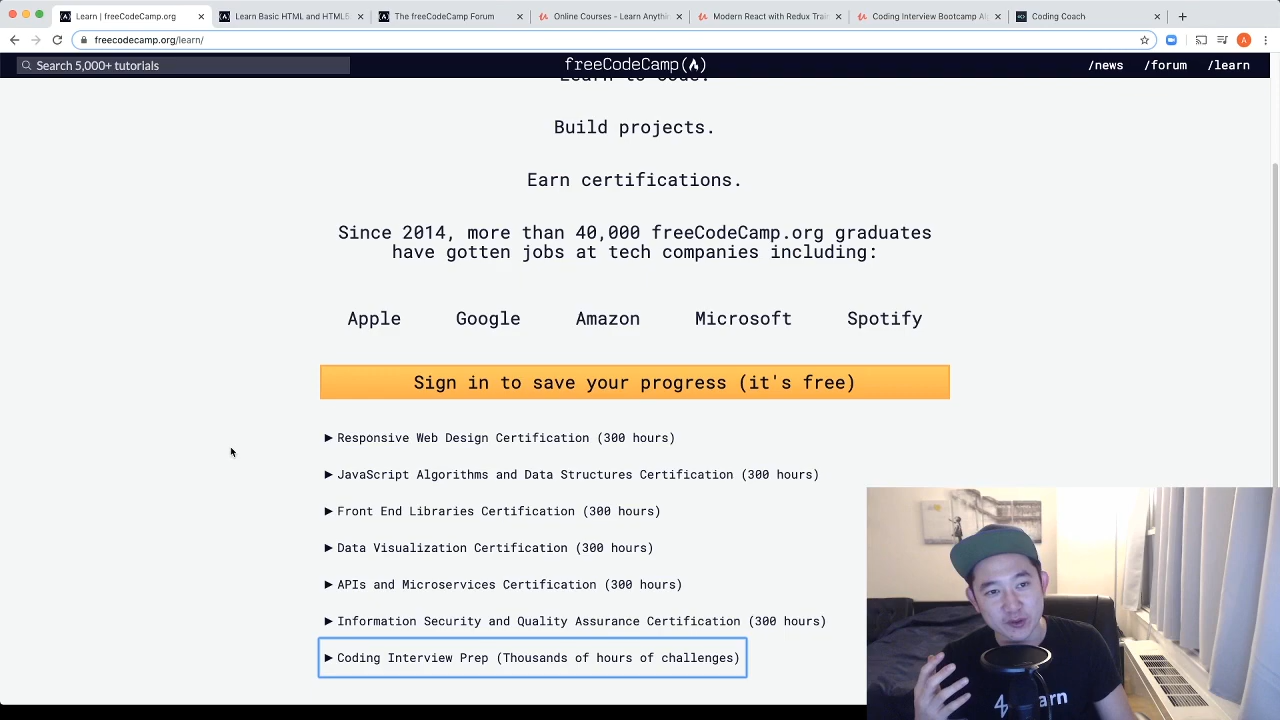 Learn | freeCodeCamp.org
Learn Basic HTML and HTML5
The freeCodeCamp Forum
Online Courses - Learn Anythin
Modern React with Redux Train
Coding Interview Bootcamp Al
Coding Coach
freecodecamp.org/learn/
A
Search 5,000+ tutorials
freeCodeCamp
/news
/forum
/learn
Learn to code.
Build projects.
Earn certifications.
Since 2014, more than 40,000 freeCodeCamp.org graduates
have gotten jobs at tech companies including:
Apple Google Amazon Microsoft Spotify
Sign in to save your progress (it's free)
Responsive Web Design Certification (300 hours)
JavaScript Algorithms and Data Structures Certification (300 hours)
Front End Libraries Certification (300 hours)
Data Visualization Certification (300 hours)
APIs and Microservices Certification (300 hours)
Information Security and Quality Assurance Certification (300 hours)
Coding Interview Prep (Thousands of hours of challenges)